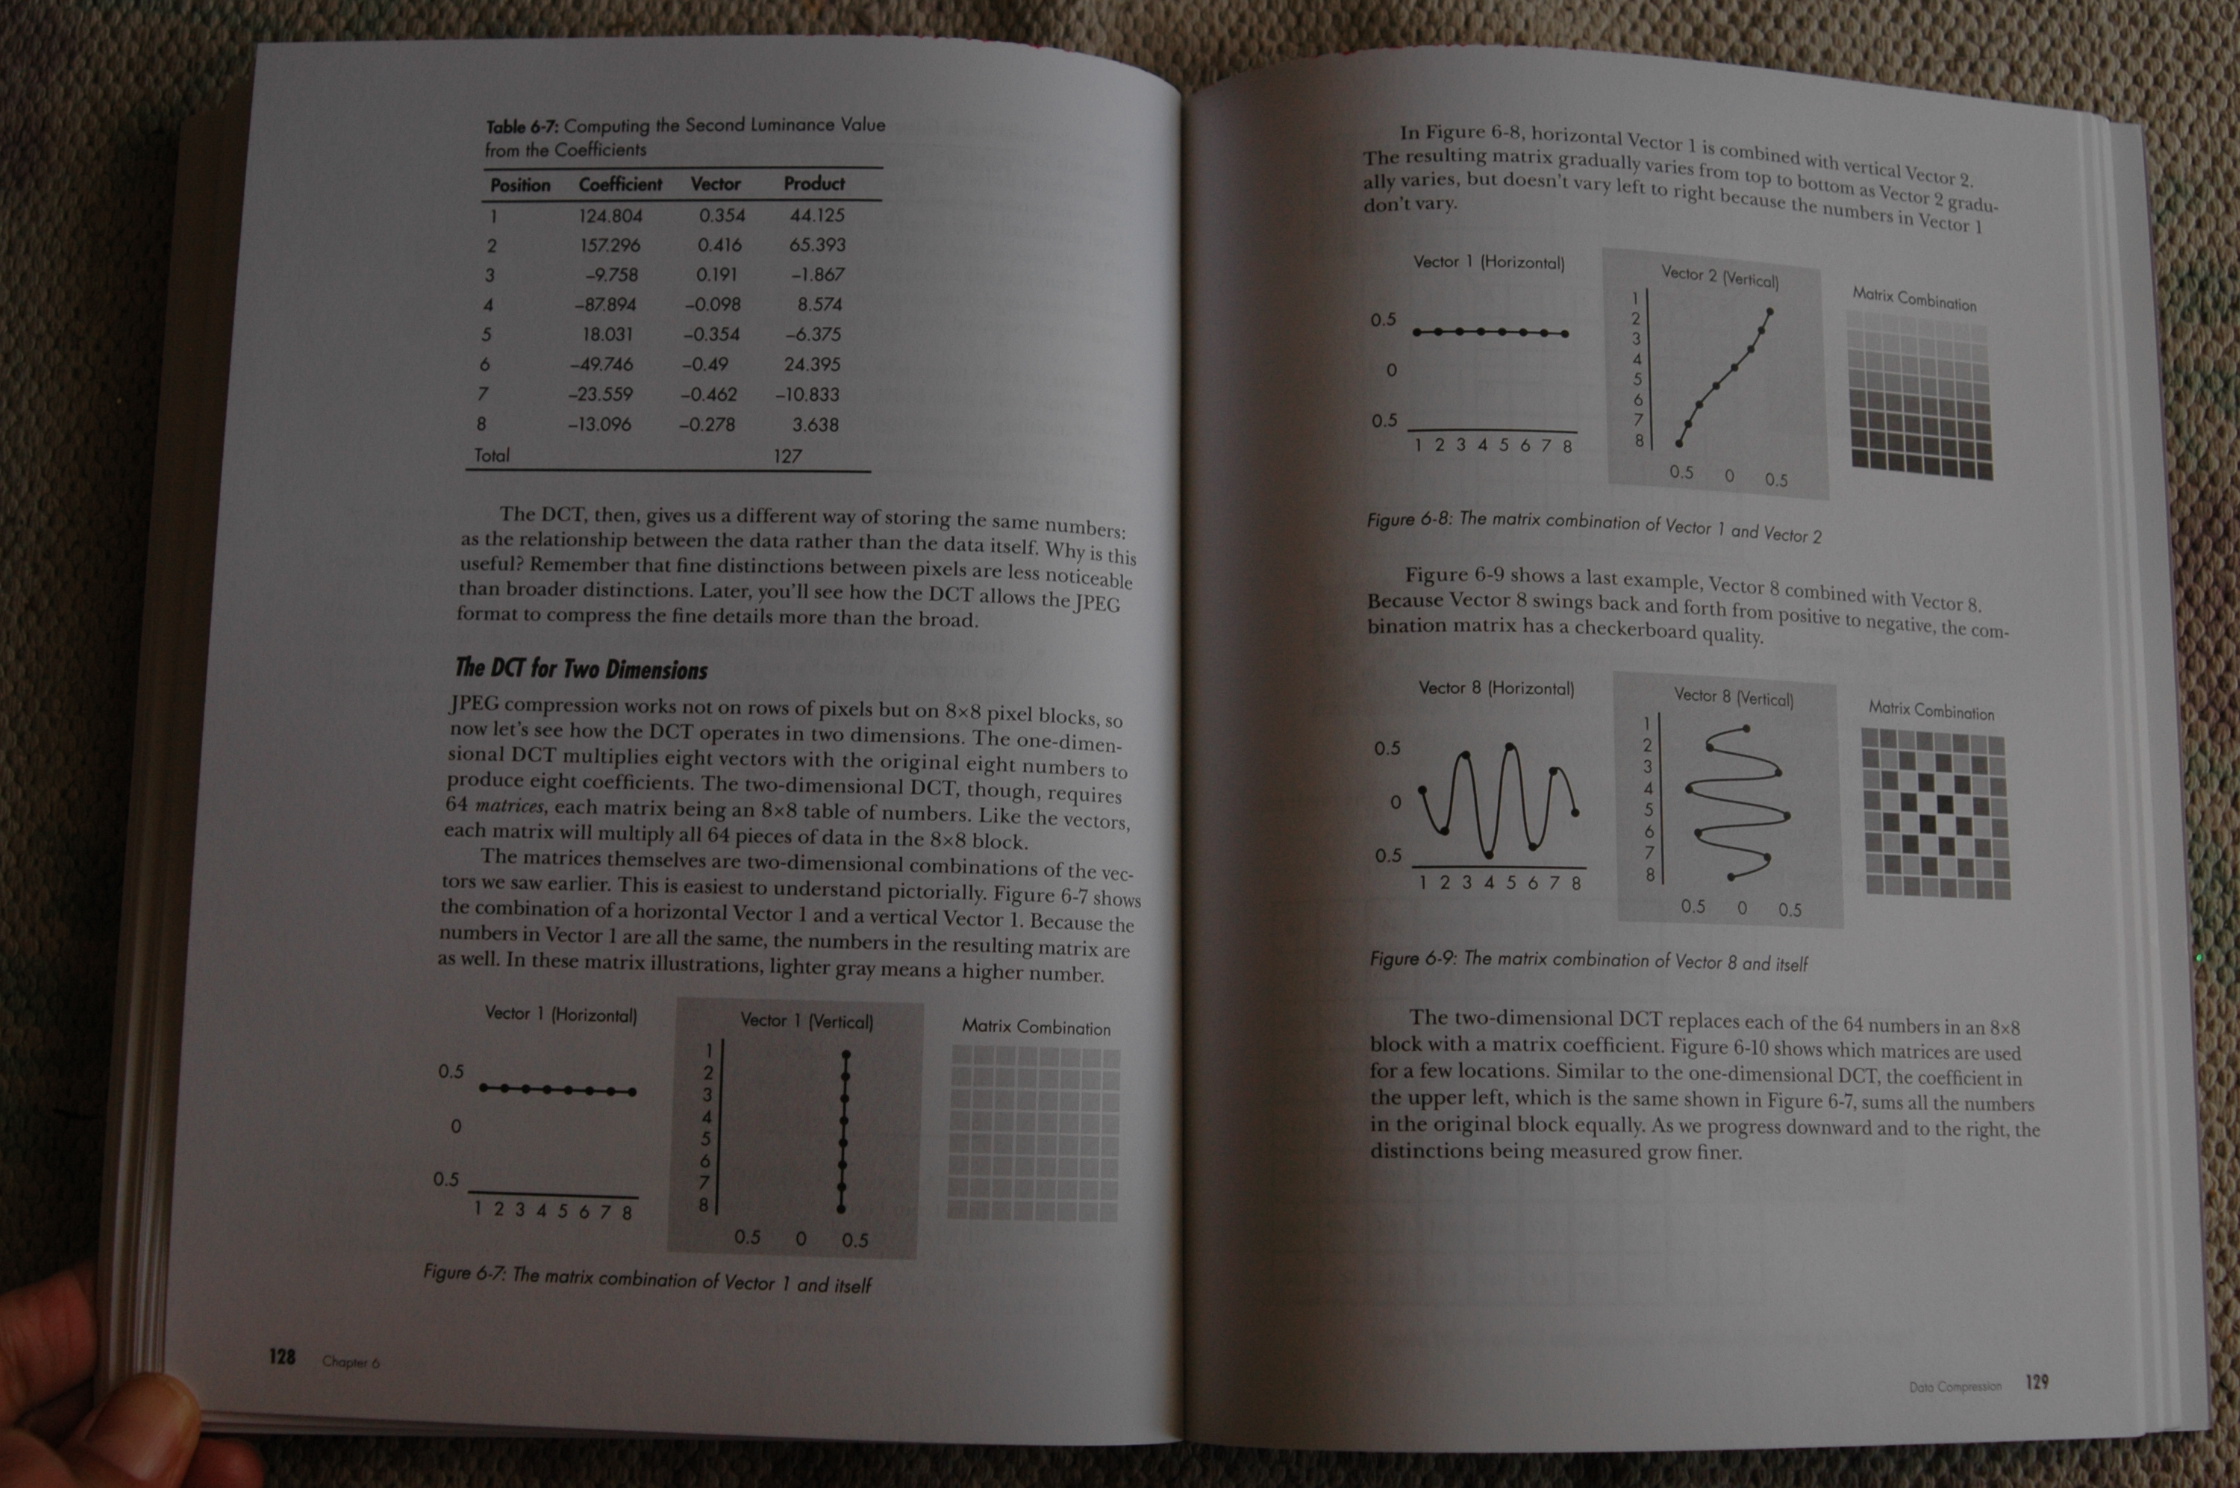 Table 6-7: Computing the Second Luminance Value
from the Coefficients
Position Coefficient Vector Product
1 124.804 0.354 44.125
2 157.296 0.416 65.393
3 –9.758 0.191 –1.867
4 –87.894 –0.098 8.574
5 18.031 –0.354 –6.375
6 –49.746 –0.49 24.395
7 –23.559 –0.462 –10.833
8 –13.096 –0.278 3.638
Total 127
The DCT, then, gives us a different way of storing the same numbers:
as the relationship between the data rather than the data itself. Why is this
useful? Remember that fine distinctions between pixels are less noticeable
than broader distinctions. Later, you'll see how the DCT allows the JPEG
format to compress the fine details more than the broad.
The DCT for Two Dimensions
JPEG compression works not on rows of pixels but on 8×8 pixel blocks, so
now let's see how the DCT operates in two dimensions. The one-dimen-
sional DCT multiplies eight vectors with the original eight numbers to
produce eight coefficients. The two-dimensional DCT, though, requires
64 matrices, each matrix being an 8×8 table of numbers. Like the vectors,
each matrix will multiply all 64 pieces of data in the 8×8 block.
The matrices themselves are two-dimensional combinations of the vec-
tors we saw earlier. This is easiest to understand pictorially. Figure 6-7 shows
the combination of a horizontal Vector 1 and a vertical Vector 1. Because the
numbers in Vector 1 are all the same, the numbers in the resulting matrix are
as well. In these matrix illustrations, lighter gray means a higher number.
Vector 1 (Horizontal)
0.5
0
0.5
1 2 3 4 5 6 7 8
Vector 1 (Vertical)
1
2
3
4
5
6
7
8
0.5 0 0.5
Matrix Combination
Figure 6-7: The matrix combination of Vector 1 and itself
128 Chapter 6
In Figure 6-8, horizontal Vector 1 is combined with vertical Vector 2.
The resulting matrix gradually varies from top to bottom as Vector 2 gradu-
ally varies, but doesn't vary left to right because the numbers in Vector 1
don't vary.
Vector 1 (Horizontal)
0.5
0
0.5
1 2 3 4 5 6 7 8
Vector 2 (Vertical)
1
2
3
4
5
6
7
8
0.5 0 0.5
Matrix Combination
Figure 6-8: The matrix combination of Vector 1 and Vector 2
Figure 6-9 shows a last example, Vector 8 combined with Vector 8.
Because Vector 8 swings back and forth from positive to negative, the com-
bination matrix has a checkerboard quality.
Vector 8 (Horizontal)
0.5
0
0.5
1 2 3 4 5 6 7 8
Vector 8 (Vertical)
1
2
3
4
5
6
7
8
0.5 0 0.5
Matrix Combination
Figure 6-9: The matrix combination of Vector 8 and itself
The two-dimensional DCT replaces each of the 64 numbers in an 8×8
block with a matrix coefficient. Figure 6-10 shows which matrices are used
for a few locations. Similar to the one-dimensional DCT, the coefficient in
the upper left, which is the same shown in Figure 6-7, sums all the numbers
in the original block equally. As we progress downward and to the right, the
distinctions being measured grow finer.
Data Compression 129